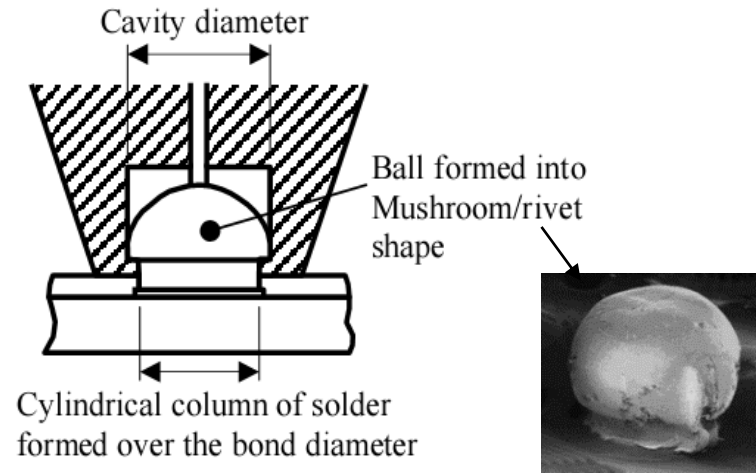 Cavity diameter
Ball formed into
Mushroom/rivet
shape
Cylindrical column of solder
formed over the bond diameter